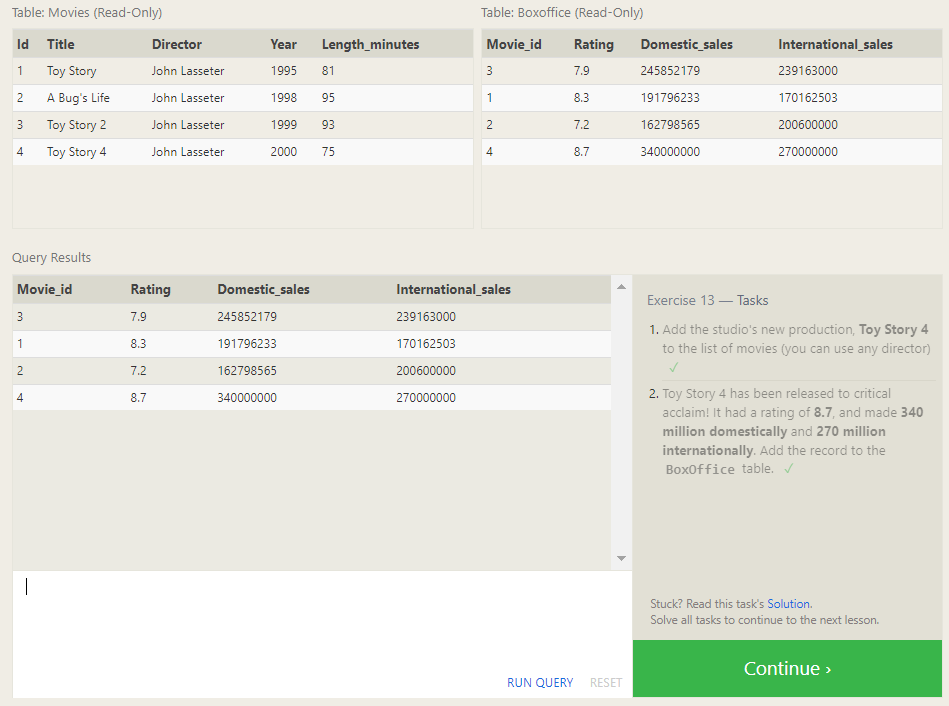 Table: Movies (Read-Only)
Id Title Director Year Length_minutes
1 Toy Story John Lasseter 1995 81
2 A Bug's Life John Lasseter 1998 95
3 Toy Story 2 John Lasseter 1999 93
4 Toy Story 4 John Lasseter 2000 75
Table: Boxoffice (Read-Only)
Movie_id Rating Domestic_sales International_sales
3 7.9 245852179 239163000
1 8.3 191796233 170162503
2 7.2 162798565 200600000
4 8.7 340000000 270000000
Query Results
Movie_id Rating Domestic_sales International_sales
3 7.9 245852179 239163000
1 8.3 191796233 170162503
2 7.2 162798565 200600000
4 8.7 340000000 270000000
RUN QUERY RESET
Exercise 13 — Tasks
1. Add the studio's new production, Toy Story 4
to the list of movies (you can use any director)
✓
2. Toy Story 4 has been released to critical
acclaim! It had a rating of 8.7, and made 340
million domestically and 270 million
internationally. Add the record to the
BoxOffice table. ✓
Stuck? Read this task's Solution.
Solve all tasks to continue to the next lesson.
Continue ›